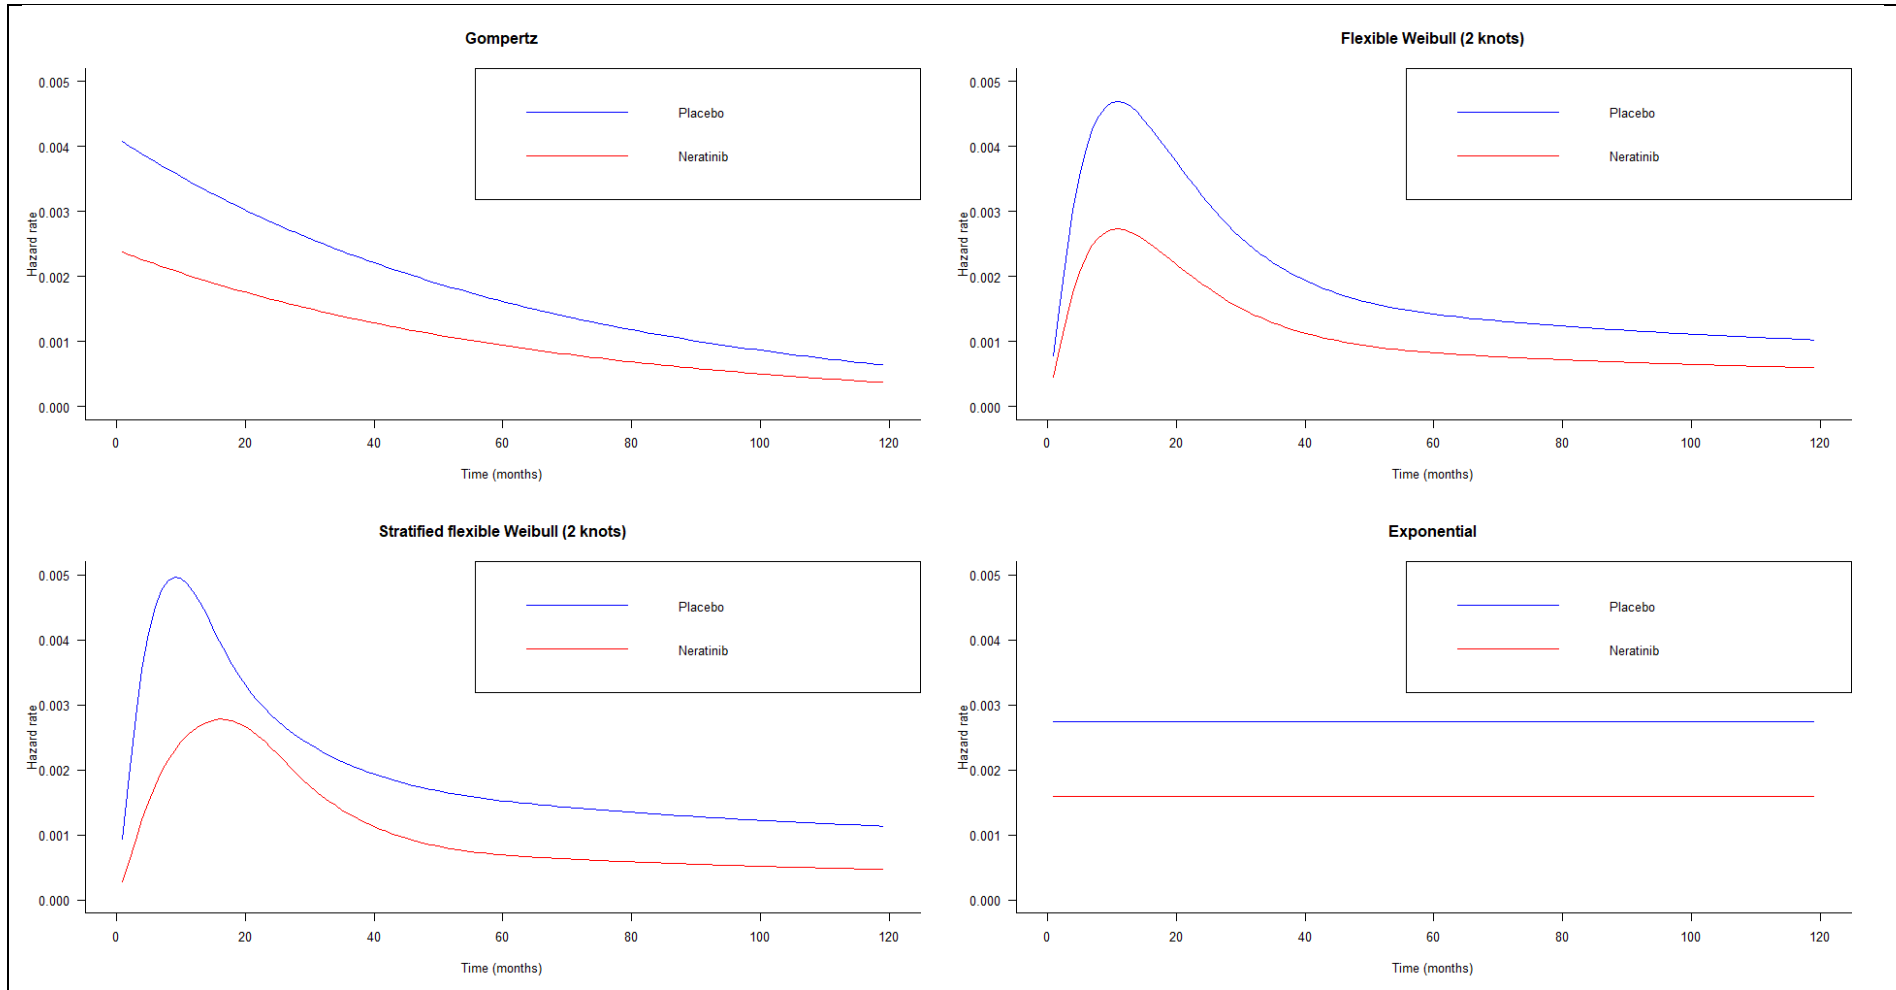 Gompertz
0.005
0.004
0.003
0.002
0.001
0.000
Hazard rate
Placebo
Neratinib
0 20 40 60 80 100 120
Time (months)
Flexible Weibull (2 knots)
0.005
0.004
0.003
0.002
0.001
0.000
Hazard rate
Placebo
Neratinib
0 20 40 60 80 100 120
Time (months)
Stratified flexible Weibull (2 knots)
0.005
0.004
0.003
0.002
0.001
0.000
Hazard rate
Placebo
Neratinib
0 20 40 60 80 100 120
Time (months)
Exponential
0.005
0.004
0.003
0.002
0.001
0.000
Hazard rate
Placebo
Neratinib
0 20 40 60 80 100 120
Time (months)